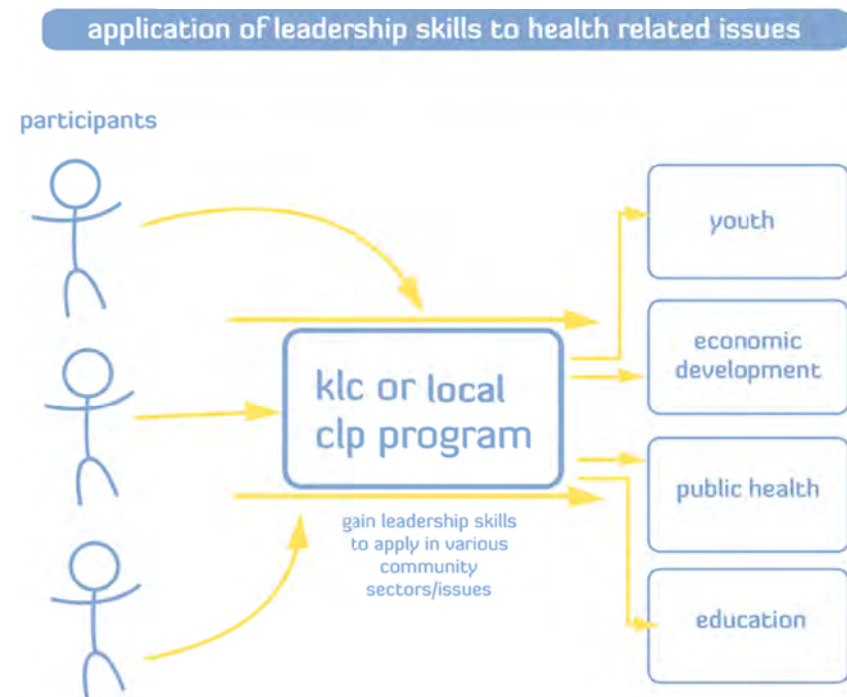 application of leadership skills to health related issues
participants
youth
economic
development
klc or local
clp program
public health
gain leadership skills
to apply in various
community
sectors/issues
education